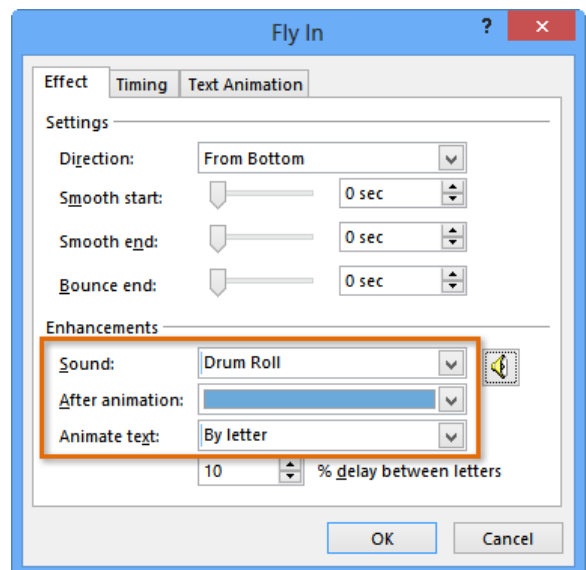 Fly In ?
Effect Timing Text Animation
Settings
Direction: From Bottom
Smooth start: 0 sec
Smooth end: 0 sec
Bounce end: 0 sec
Enhancements
Sound: Drum Roll
After animation:
Animate text: By letter
10 % delay between letters
OK Cancel